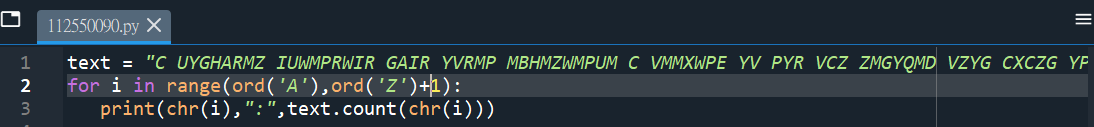 112550090.py
1 text = "C UYGHARMZ IUWMPRWIR GAIR YVRMP MBHMZWMPUM C VMMXWPE YV PYR VCZ ZMGYQMD VZYG CXCZG YP
2 for i in range(ord('A'),ord('Z')+1):
3 print(chr(i),":",text.count(chr(i)))